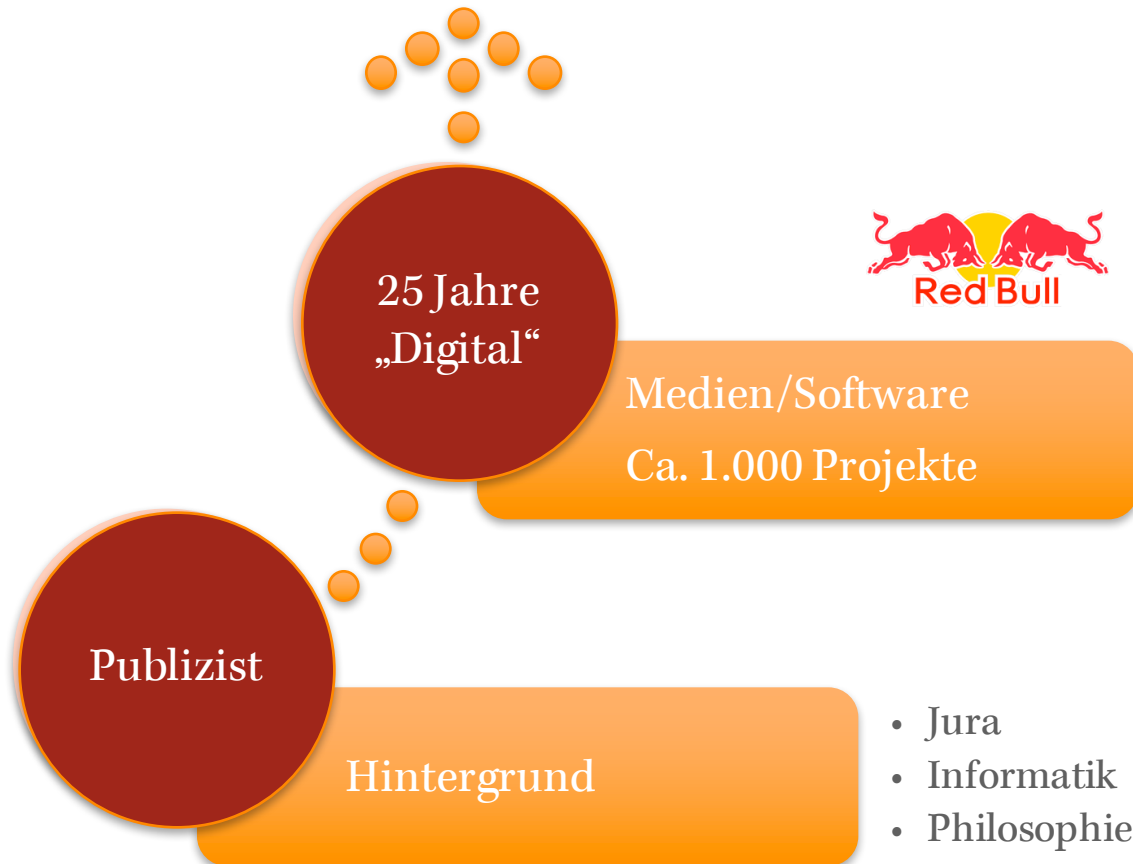 25 Jahre
„Digital“
Red Bull
Medien/Software
Ca. 1.000 Projekte
Publizist
Hintergrund
• Jura
• Informatik
• Philosophie